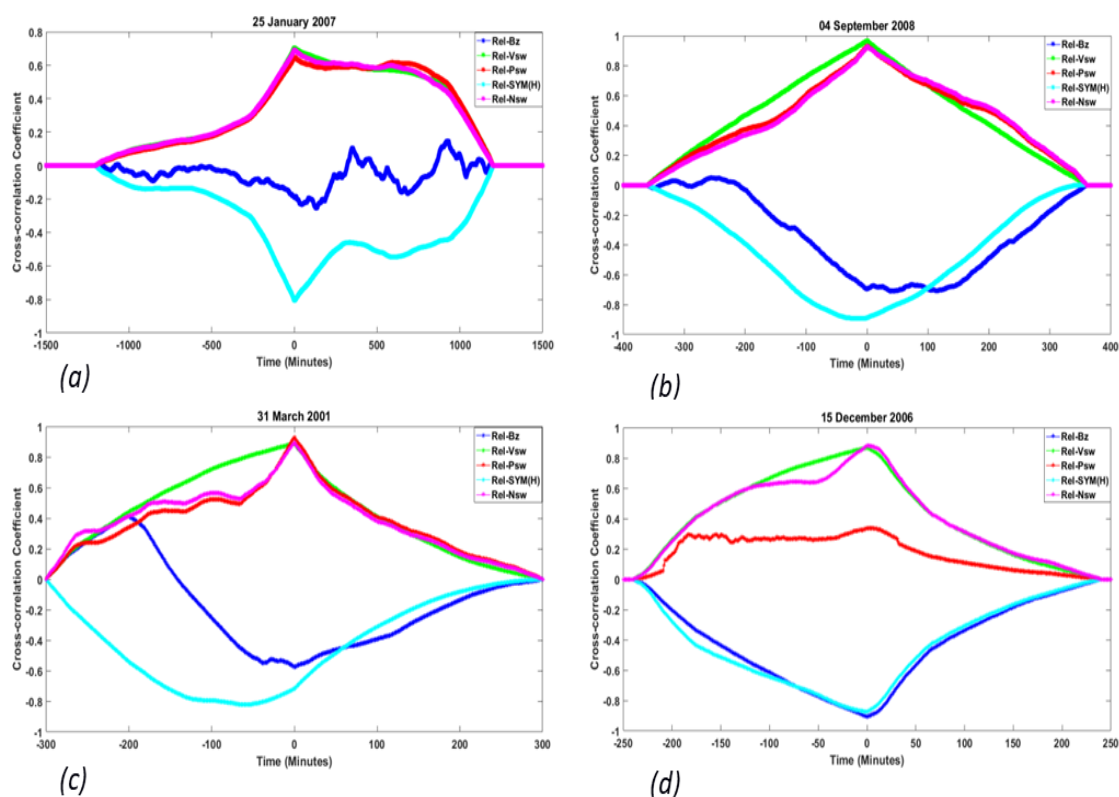 25 January 2007
Cross-correlation Coefficient
0.8
0.6
0.4
0.2
0
-0.2
-0.4
-0.6
-0.8
-1
-1500 -1000 -500 0 500 1000 1500
Time (Minutes)
Rel-Bz
Rel-Vsw
Rel-Psw
Rel-SYM(H)
Rel-Nsw
(a)
04 September 2008
Cross-correlation Coefficient
1
0.8
0.6
0.4
0.2
0
-0.2
-0.4
-0.6
-0.8
-1
-400 -300 -200 -100 0 100 200 300 400
Time (Minutes)
Rel-Bz
Rel-Vsw
Rel-Psw
Rel-SYM(H)
Rel-Nsw
(b)
31 March 2001
Cross-correlation Coefficient
1
0.8
0.6
0.4
0.2
0
-0.2
-0.4
-0.6
-0.8
-1
-300 -200 -100 0 100 200 300
Time (Minutes)
Rel-Bz
Rel-Vsw
Rel-Psw
Rel-SYM(H)
Rel-Nsw
(c)
15 December 2006
Cross-correlation Coefficient
1
0.8
0.6
0.4
0.2
0
-0.2
-0.4
-0.6
-0.8
-1
-250 -200 -150 -100 -50 0 50 100 150 200 250
Time (Minutes)
Rel-Bz
Rel-Vsw
Rel-Psw
Rel-SYM(H)
Rel-Nsw
(d)